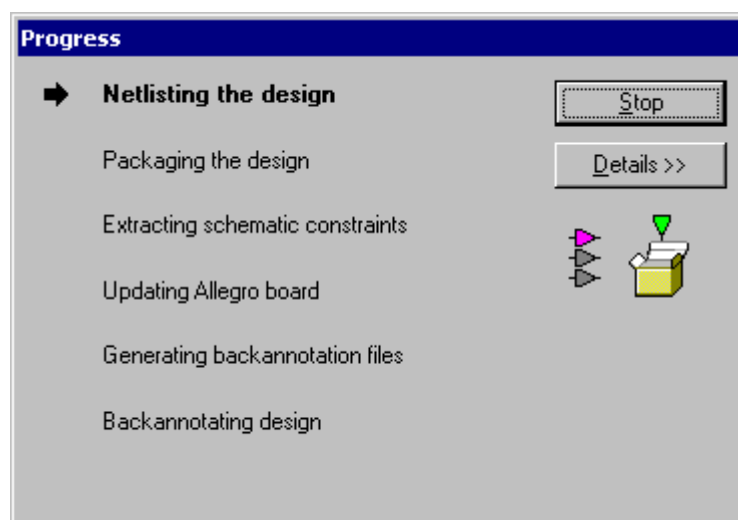 Progress
Netlisting the design
Stop
Packaging the design
Details >>
Extracting schematic constraints
Updating Allegro board
Generating backannotation files
Backannotating design